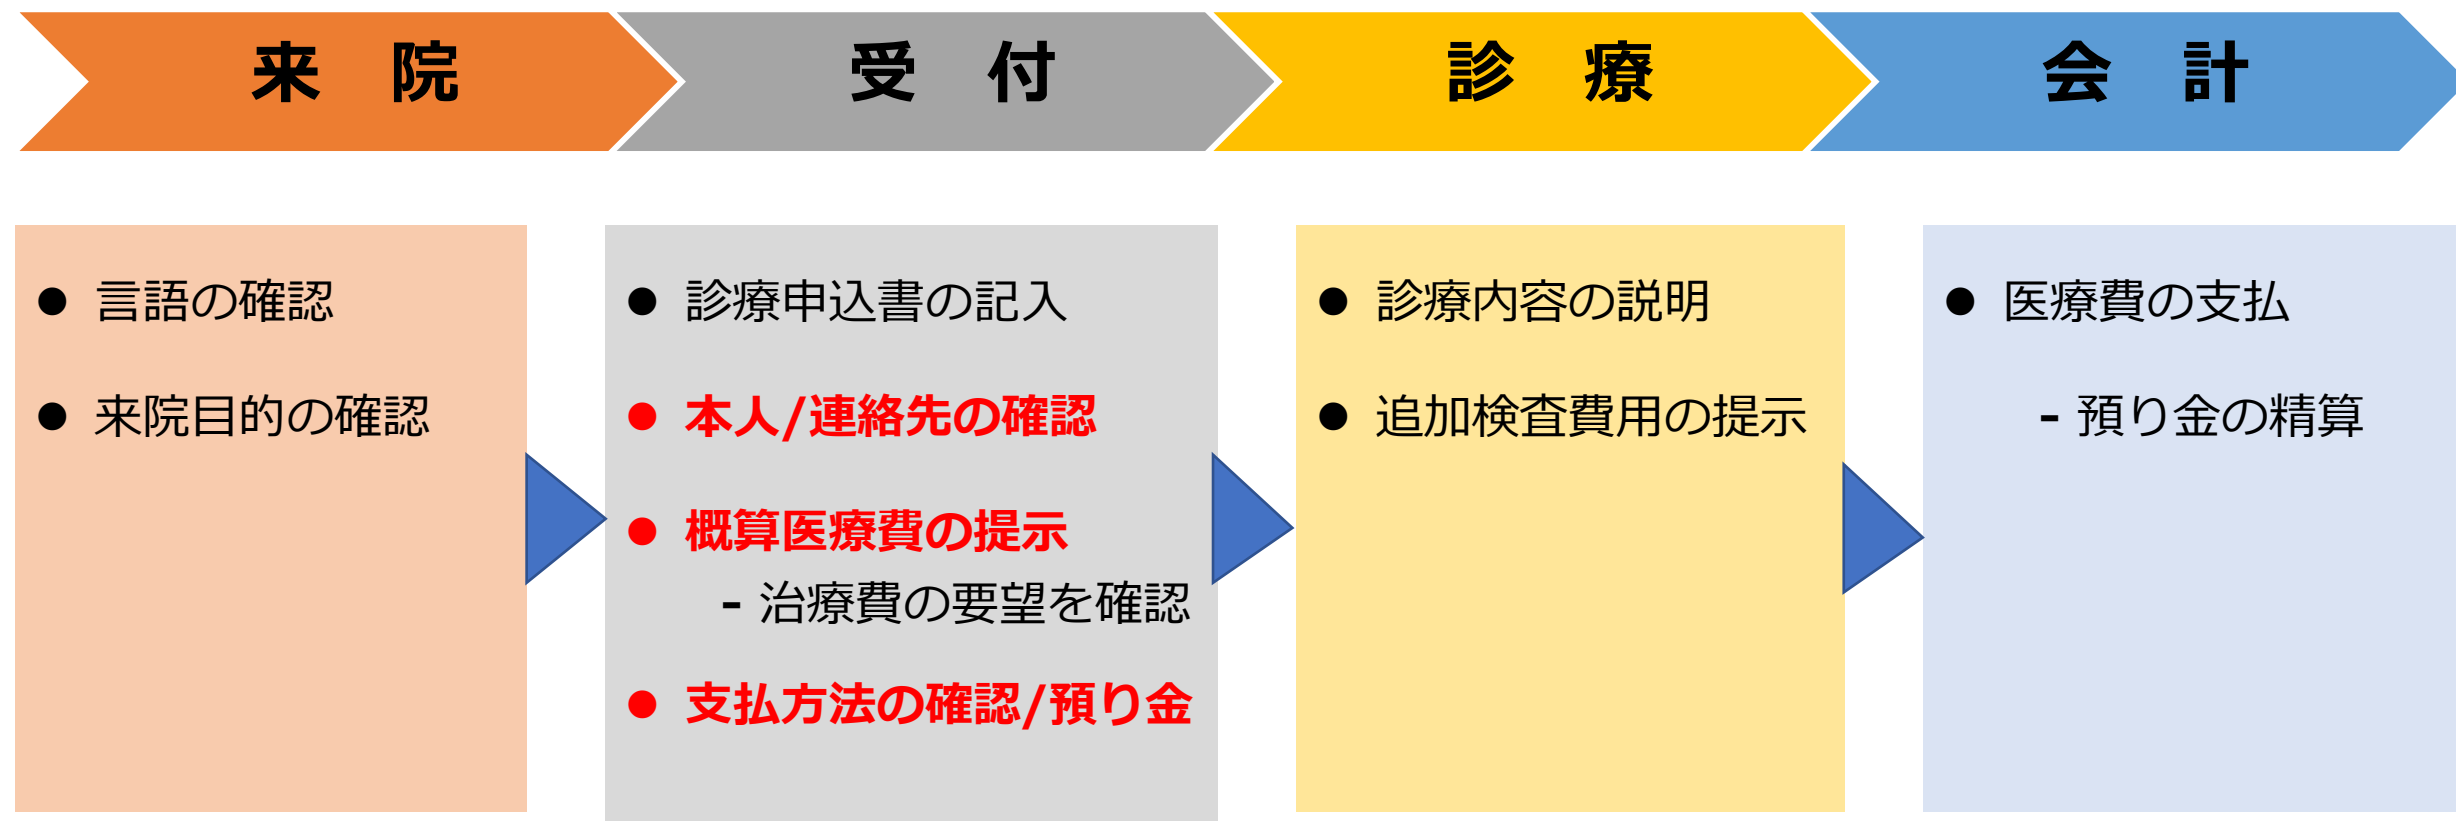 来　院
受　付
診　療
会　計
● 言語の確認
● 来院目的の確認
● 診療申込書の記入
● 本人/連絡先の確認
● 概算医療費の提示
- 治療費の要望を確認
● 支払方法の確認/預り金
● 診療内容の説明
● 追加検査費用の提示
● 医療費の支払
- 預り金の精算